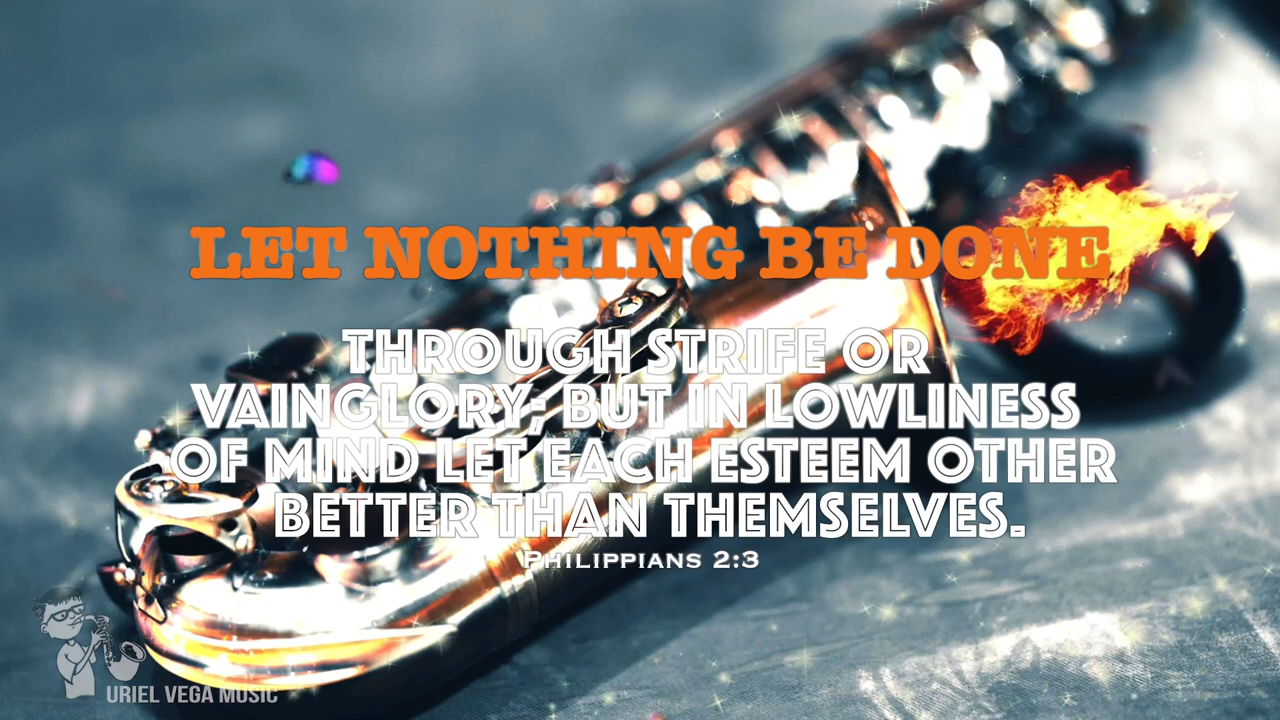 LET NOTHING BE DONE
THROUGH STRIFE OR
VAINGLORY; BUT IN LOWLINESS
OF MIND LET EACH ESTEEM OTHER
BETTER THAN THEMSELVES.
PHILIPPIANS 2:3
URIEL VEGA MUSIC